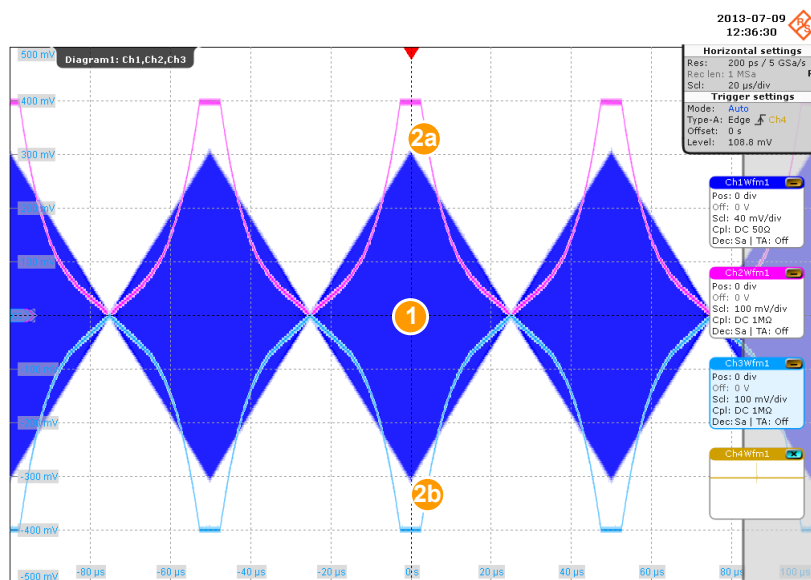 2013-07-09
12:36:30
R S
Diagram1: Ch1,Ch2,Ch3
Horizontal settings
Res: 200 ps / 5 GSa/s
Rec len: 1 MSa
Scl: 20 µs/div
Trigger settings
Mode: Auto
Type-A: Edge Ch4
Offset: 0 s
Level: 108.8 mV
500 mV
400 mV
300 mV
-100 mV
-200 mV
-300 mV
-400 mV
-500 mV
2a
1
2b
Ch1Wfm1
Pos: 0 div
Off: 0 V
Scl: 40 mV/div
Cpl: DC 50Ω
Dec: Sa | TA: Off
Ch2Wfm1
Pos: 0 div
Off: 0 V
Scl: 100 mV/div
Cpl: DC 1MΩ
Dec: Sa | TA: Off
Ch3Wfm1
Pos: 0 div
Off: 0 V
Scl: 100 mV/div
Cpl: DC 1MΩ
Dec: Sa | TA: Off
Ch4Wfm1
-80 µs
-60 µs
-40 µs
-20 µs
0 s
20 µs
40 µs
60 µs
80 µs
100 µs